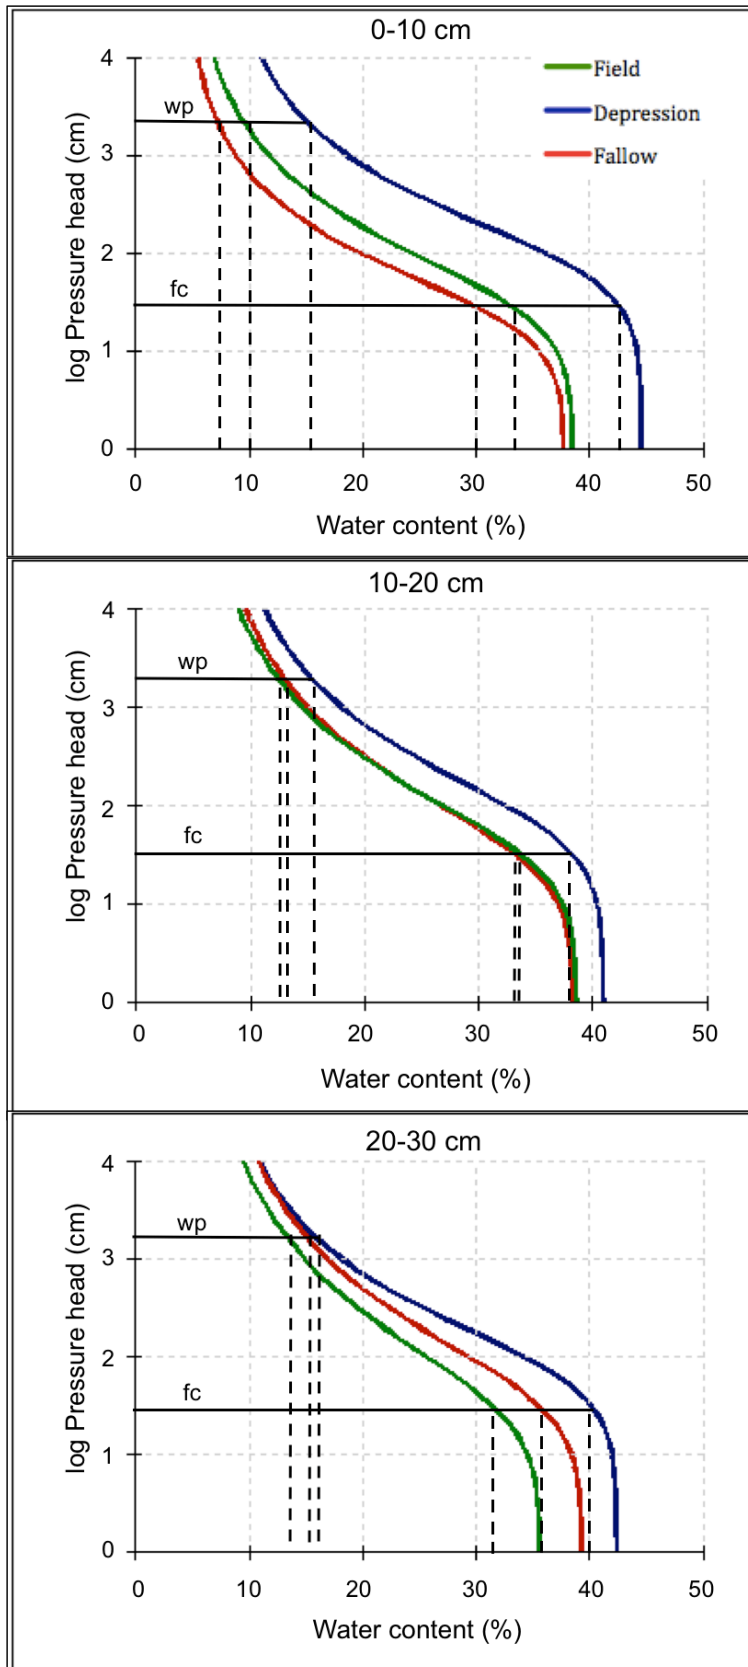 0-10 cm
4
Field
wp
Depression
3
Fallow
log Pressure head (cm)
2
fc
1
0
0 10 20 30 40 50
Water content (%)
10-20 cm
4
wp
3
log Pressure head (cm)
2
fc
1
0
0 10 20 30 40 50
Water content (%)
20-30 cm
4
wp
3
log Pressure head (cm)
2
fc
1
0
0 10 20 30 40 50
Water content (%)